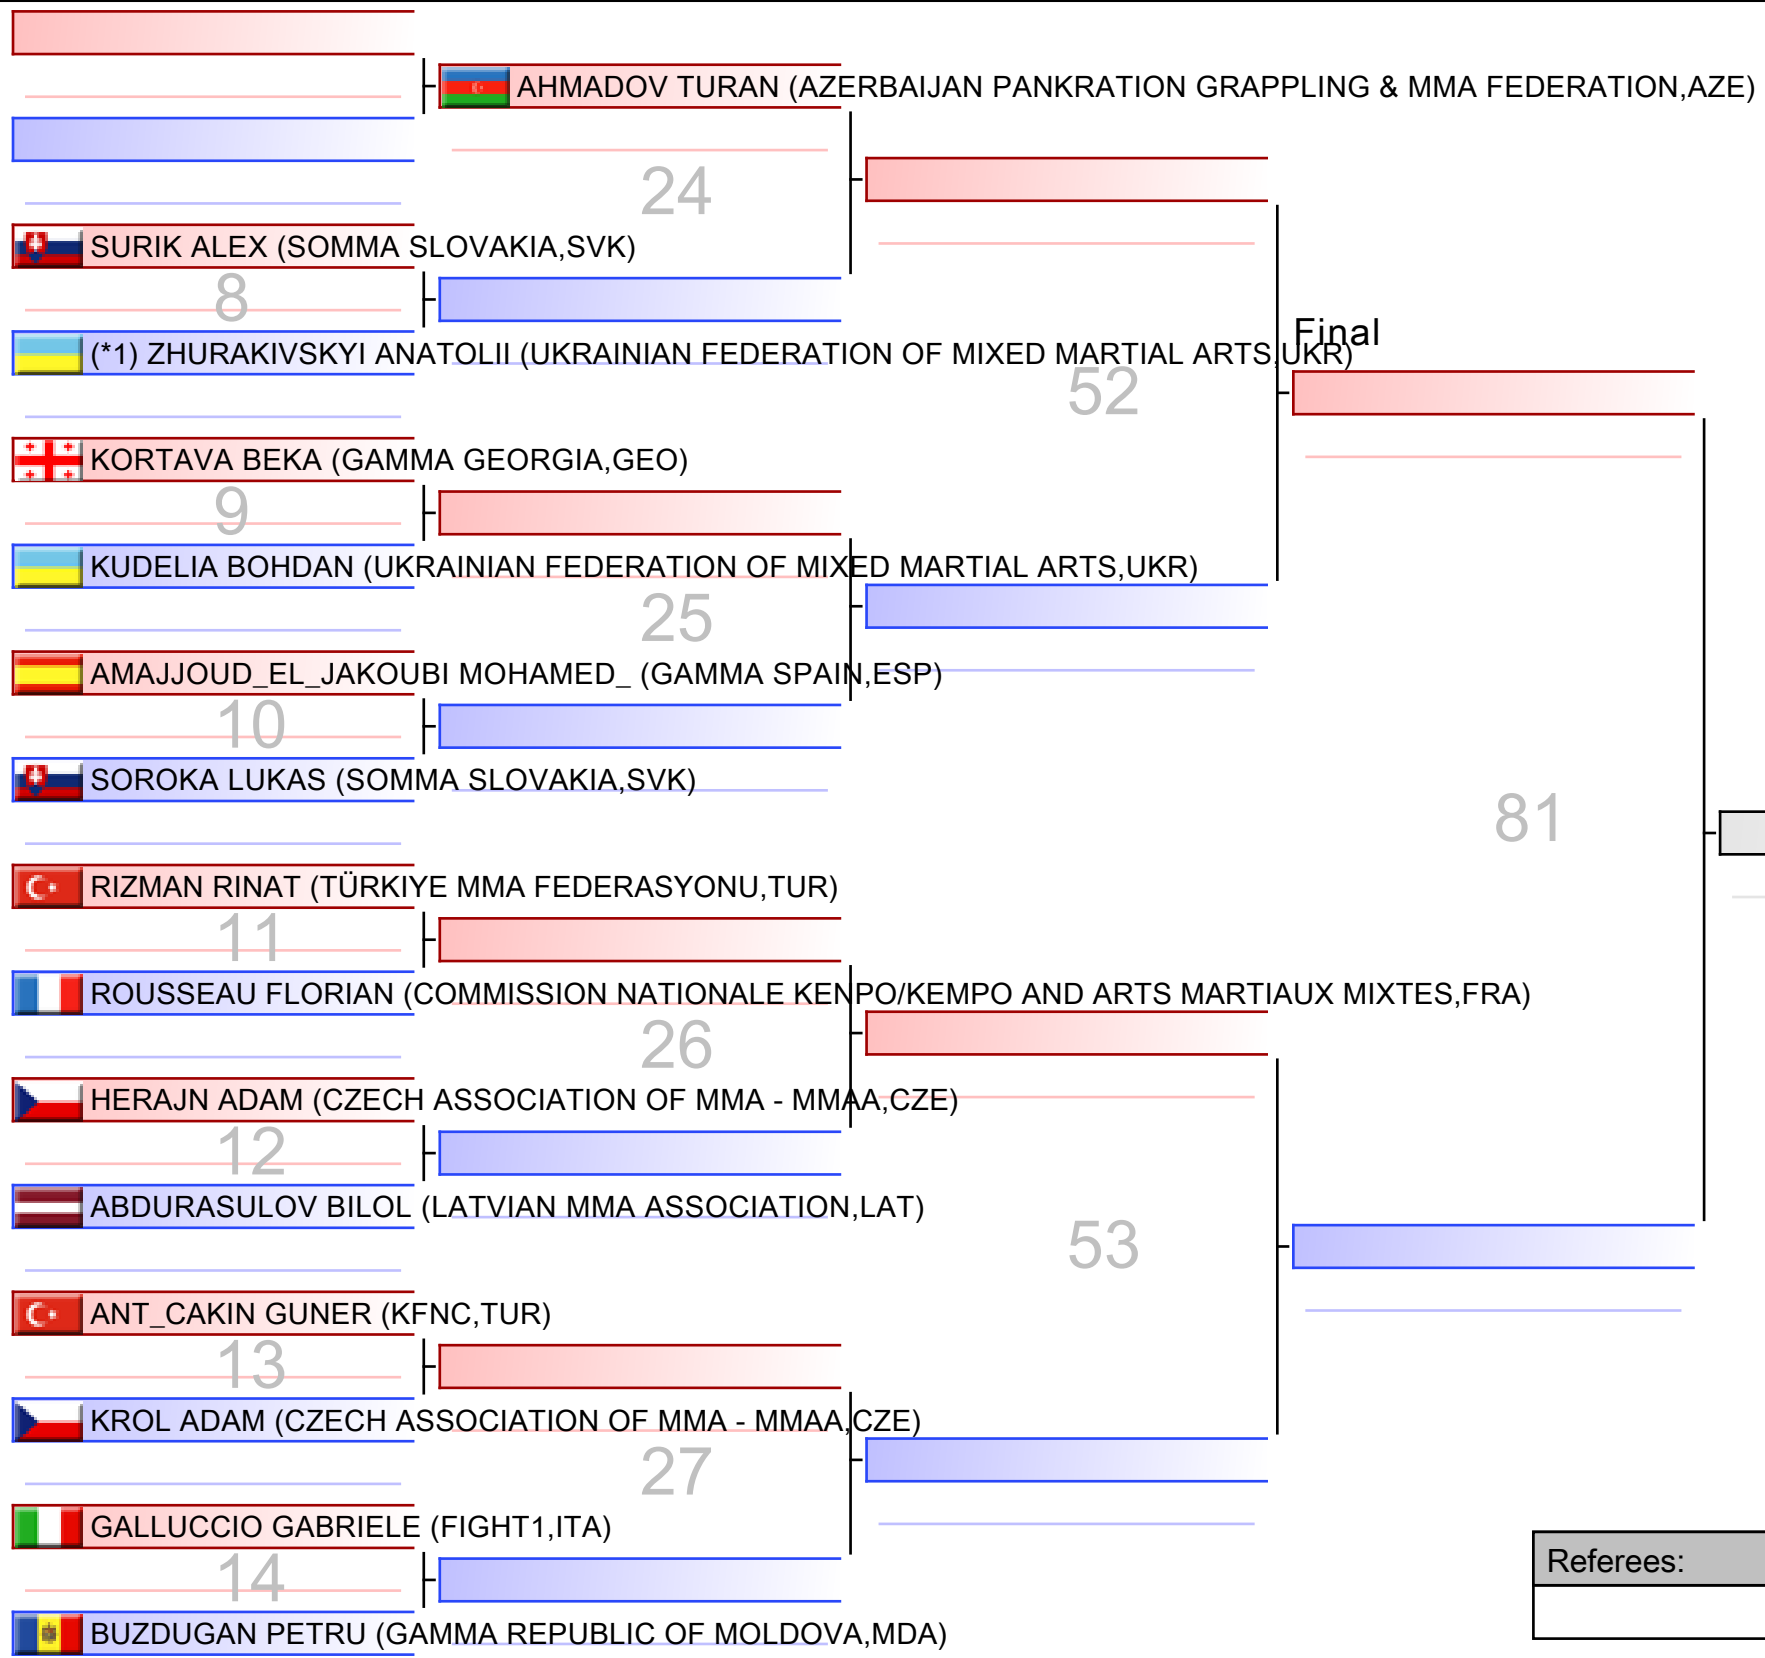 AHMADOV TURAN (AZERBAIJAN PANKRATION GRAPPLING & MMA FEDERATION,AZE)
24
SURIK ALEX (SOMMA SLOVAKIA,SVK)
8
Final
(*1) ZHURAKIVSKYI ANATOLII (UKRAINIAN FEDERATION OF MIXED MARTIAL ARTS,UKR)
52
KORTAVA BEKA (GAMMA GEORGIA,GEO)
9
KUDELIA BOHDAN (UKRAINIAN FEDERATION OF MIXED MARTIAL ARTS,UKR)
25
AMAJJOUD_EL_JAKOUBI MOHAMED_ (GAMMA SPAIN,ESP)
10
SOROKA LUKAS (SOMMA SLOVAKIA,SVK)
81
RIZMAN RINAT (TÜRKIYE MMA FEDERASYONU,TUR)
11
ROUSSEAU FLORIAN (COMMISSION NATIONALE KENPO/KEMPO AND ARTS MARTIAUX MIXTES,FRA)
26
HERAJN ADAM (CZECH ASSOCIATION OF MMA - MMAA,CZE)
12
ABDURASULOV BILOL (LATVIAN MMA ASSOCIATION,LAT)
53
ANT_CAKIN GUNER (KFNC,TUR)
13
KROL ADAM (CZECH ASSOCIATION OF MMA - MMAA,CZE)
27
GALLUCCIO GABRIELE (FIGHT1,ITA)
14
Referees:
BUZDUGAN PETRU (GAMMA REPUBLIC OF MOLDOVA,MDA)